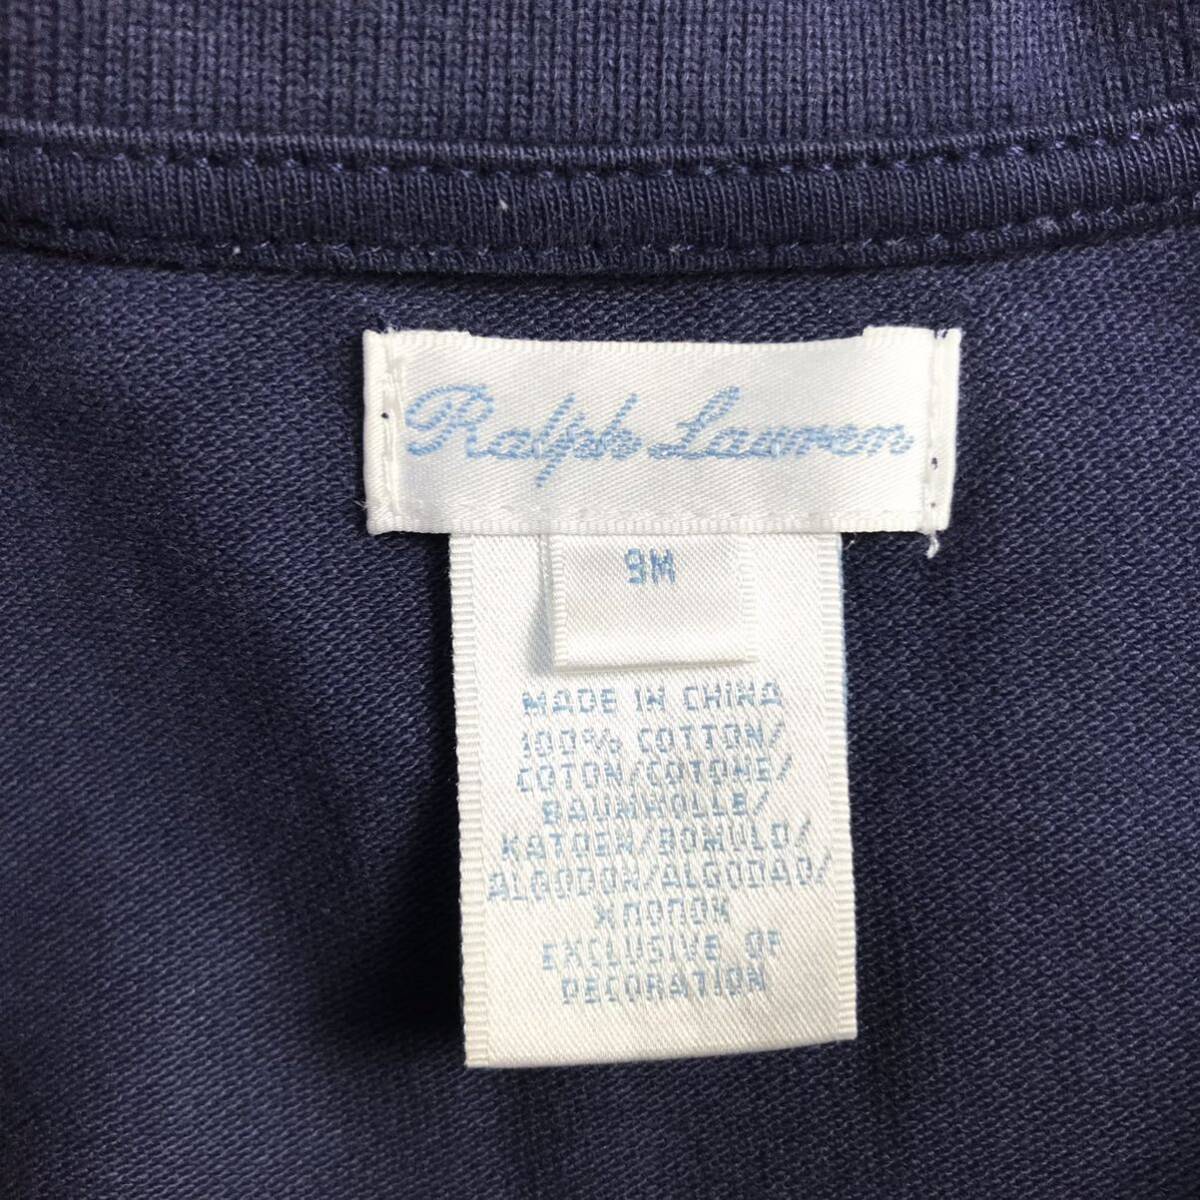 Ralph Lauren
9M
MADE IN CHINA
100% COTTON/
COTON/COTONE/
BAUMWOLLE/
KATOEN/BOMULD/
ALGODON/ALGODAO/
ХЛОПОК
EXCLUSIVE OF
DECORATION